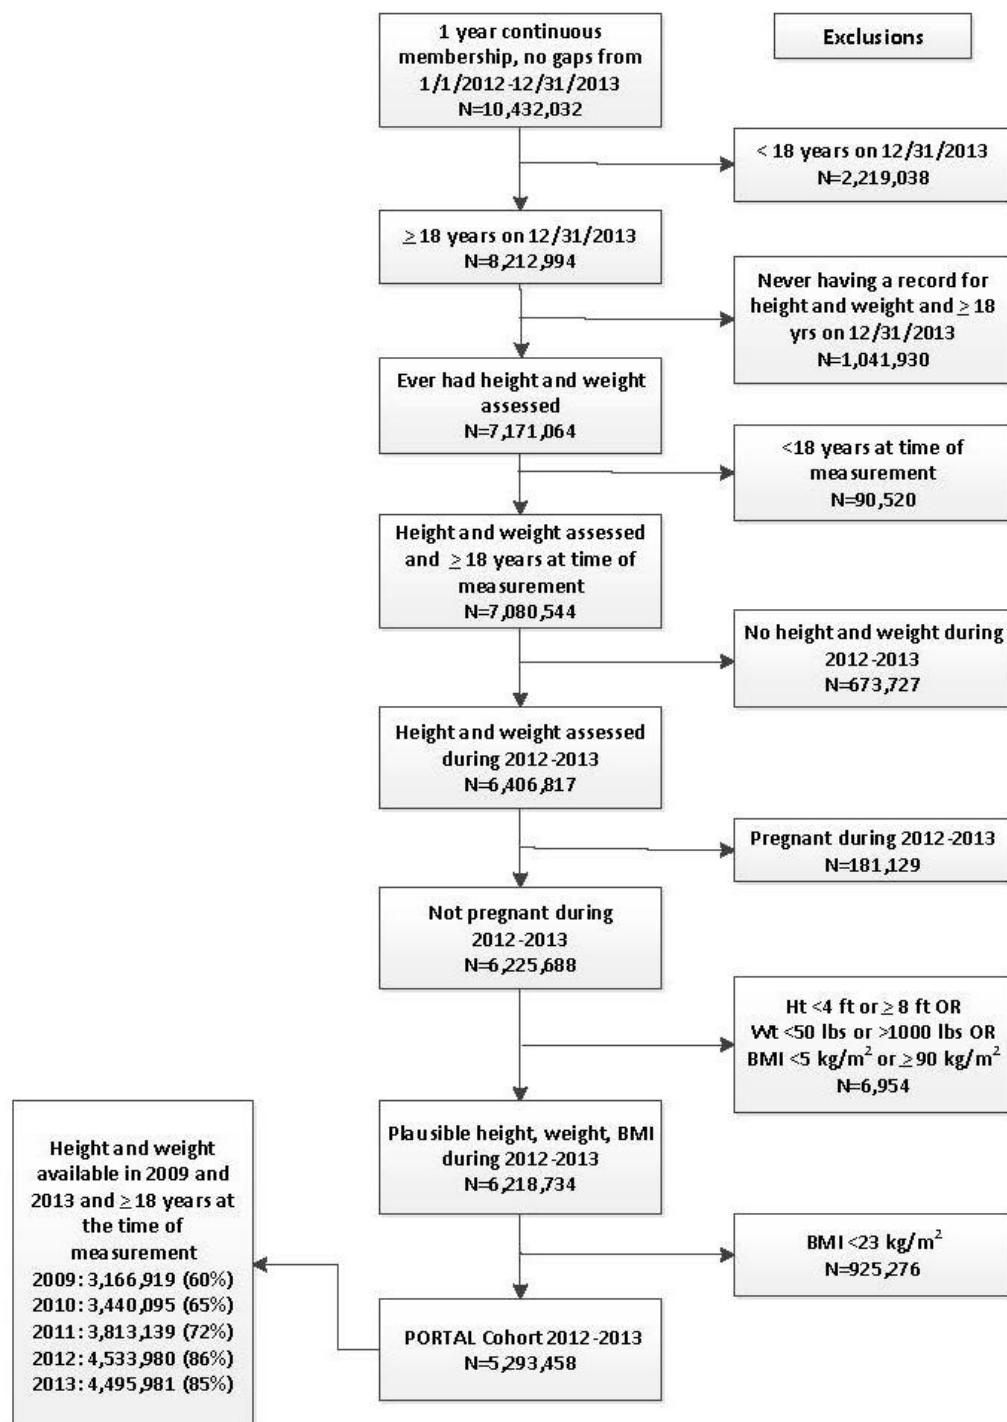 1 year continuous
membership, no gaps from
1/1/2012-12/31/2013
N=10,432,032
Exclusions
< 18 years on 12/31/2013
N=2,219,038
≥ 18 years on 12/31/2013
N=8,212,994
Never having a record for
height and weight and ≥ 18
yrs on 12/31/2013
N=1,041,930
Ever had height and weight
assessed
N=7,171,064
<18 years at time of
measurement
N=90,520
Height and weight assessed
and ≥ 18 years at time of
measurement
N=7,080,544
No height and weight during
2012-2013
N=673,727
Height and weight assessed
during 2012-2013
N=6,406,817
Pregnant during 2012-2013
N=181,129
Not pregnant during
2012-2013
N=6,225,688
Ht <4 ft or ≥ 8 ft OR
Wt <50 lbs or >1000 lbs OR
BMI <5 kg/m² or ≥ 90 kg/m²
N=6,954
Plausible height, weight, BMI
during 2012-2013
N=6,218,734
BMI <23 kg/m²
N=925,276
Height and weight
available in 2009 and
2013 and ≥ 18 years at
the time of
measurement
2009: 3,166,919 (60%)
2010: 3,440,095 (65%)
2011: 3,813,139 (72%)
2012: 4,533,980 (86%)
2013: 4,495,981 (85%)
PORTAL Cohort 2012-2013
N=5,293,458